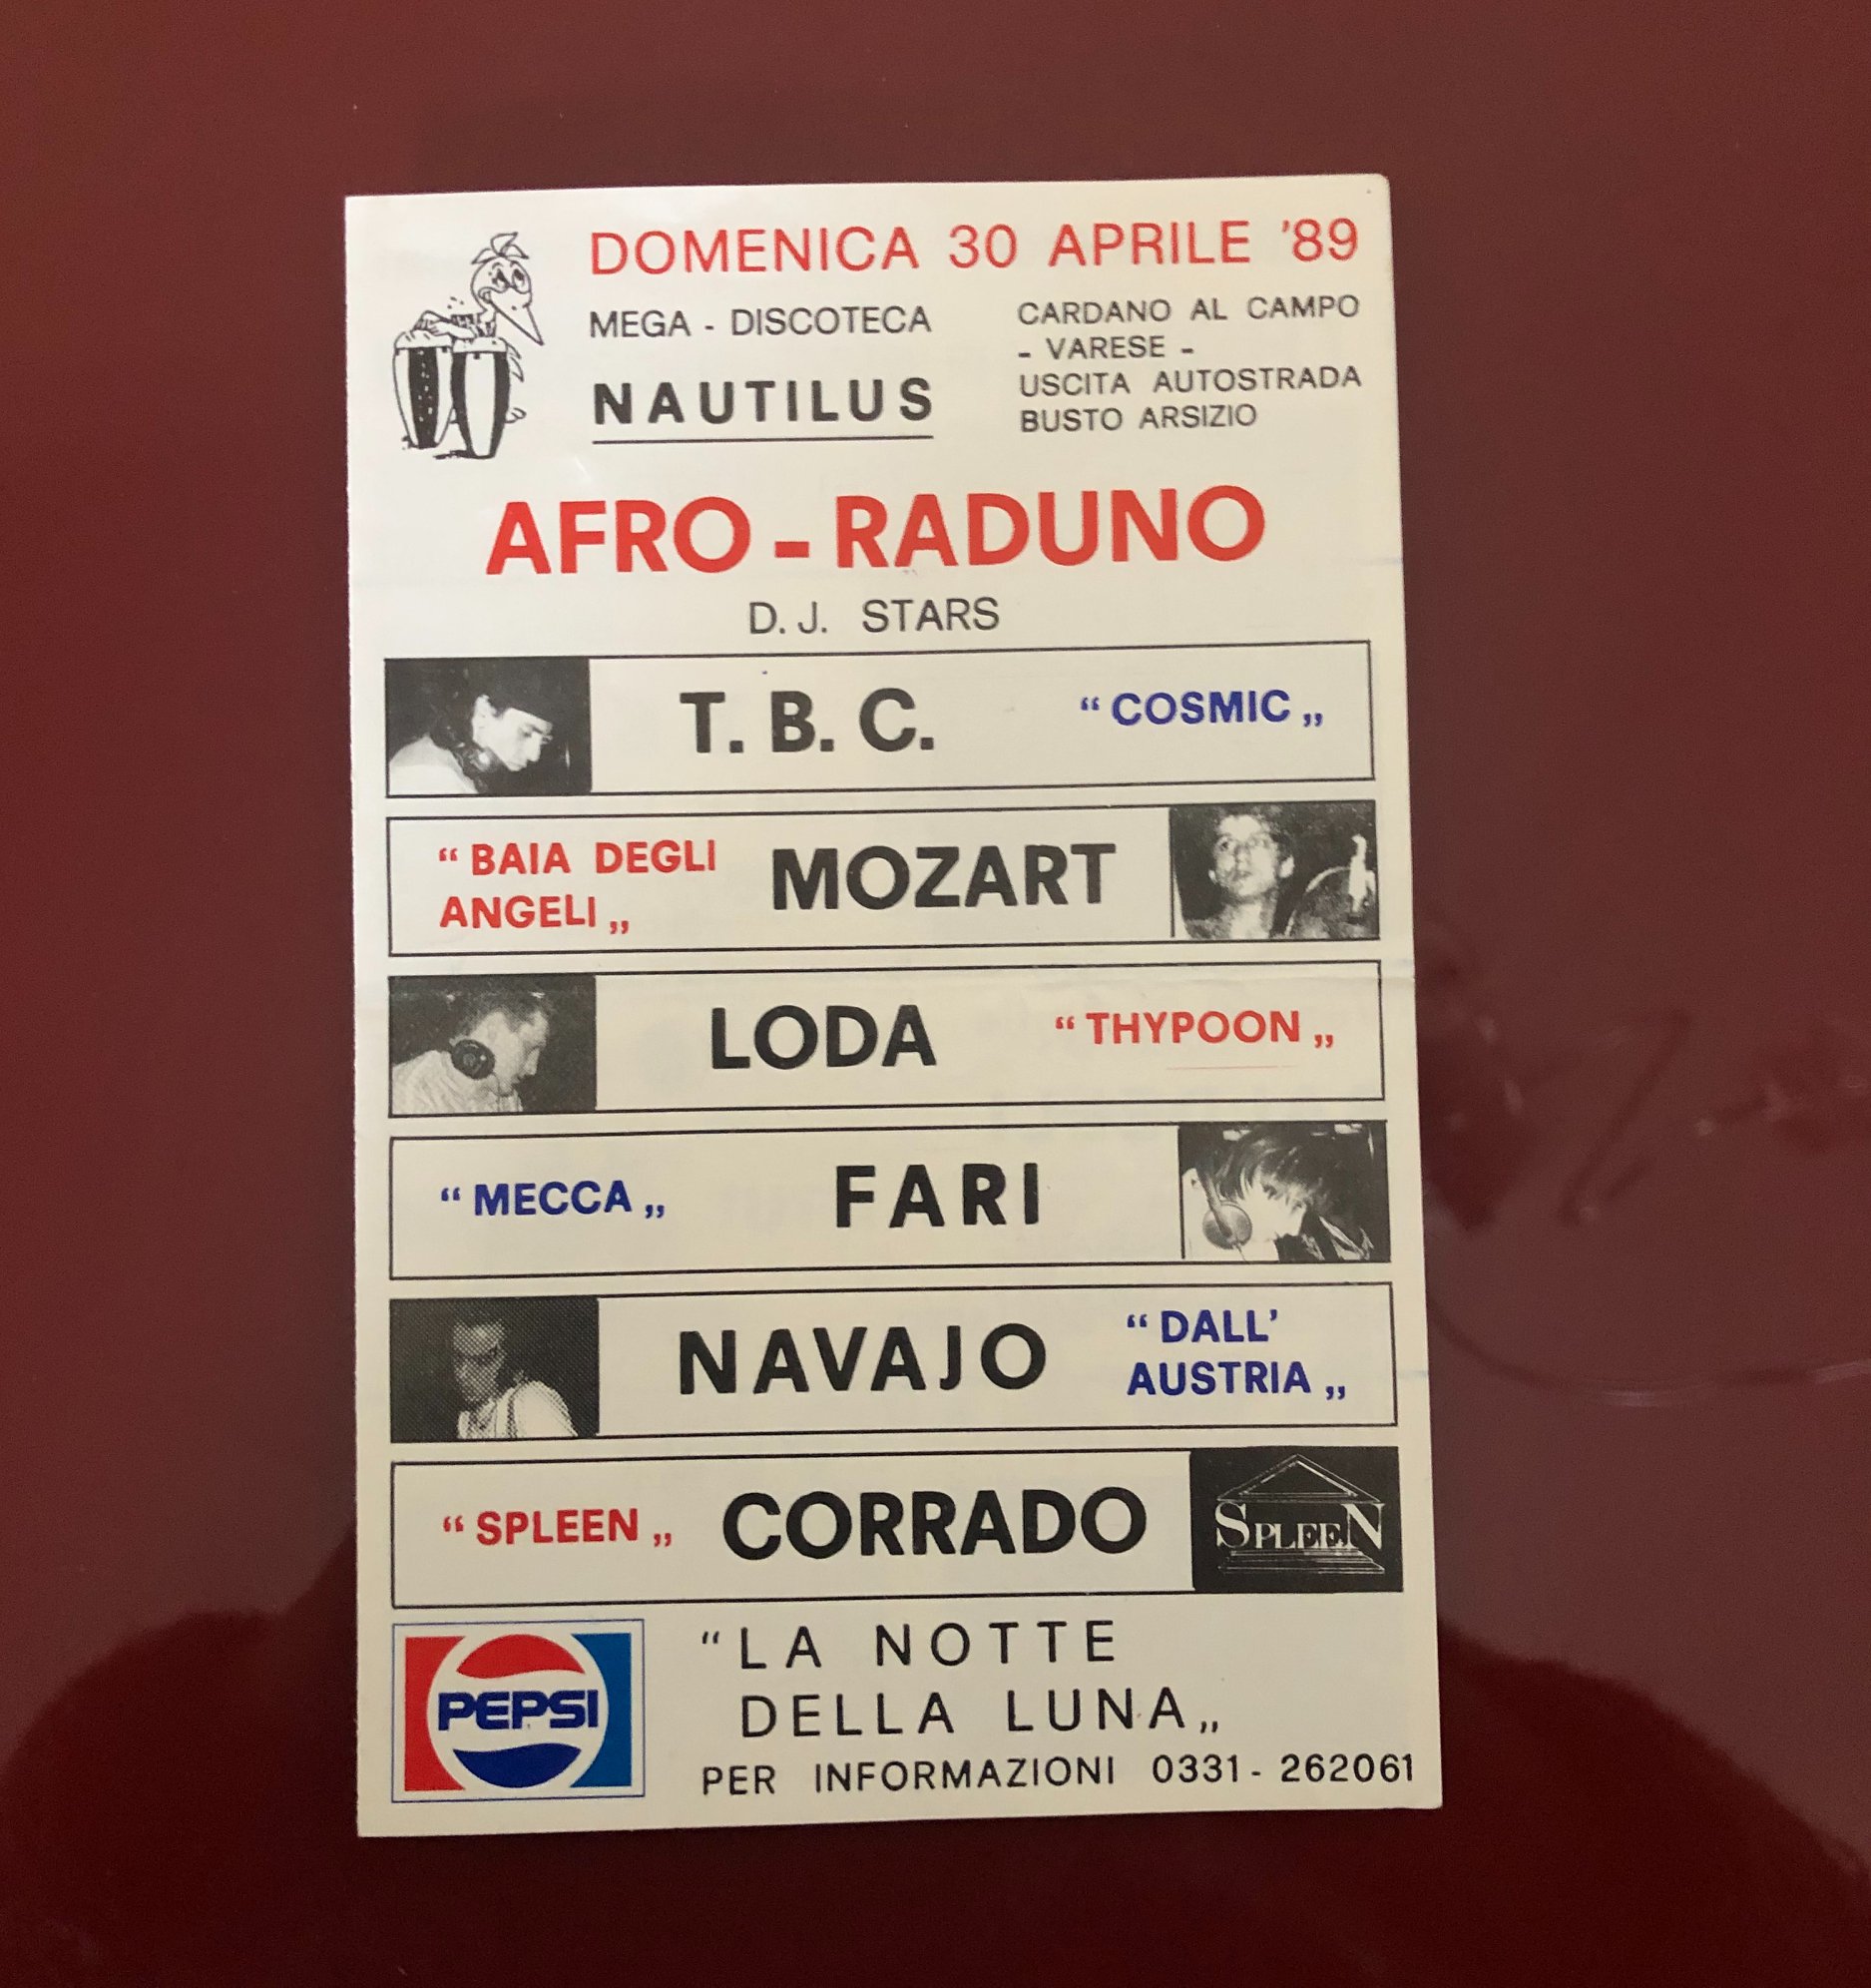 DOMENICA 30 APRILE '89
MEGA - DISCOTECA
NAUTILUS
CARDANO AL CAMPO
- VARESE -
USCITA AUTOSTRADA
BUSTO ARSIZIO
AFRO - RADUNO
D. J. STARS
T. B. C. “ COSMIC „
“ BAIA DEGLI
ANGELI „
MOZART
LODA “ THYPOON „
“ MECCA „ FARI
NAVAJO
“ DALL'
AUSTRIA „
“ SPLEEN „ CORRADO
SPLEEN
PEPSI
“ LA NOTTE
DELLA LUNA „
PER INFORMAZIONI 0331 - 262061